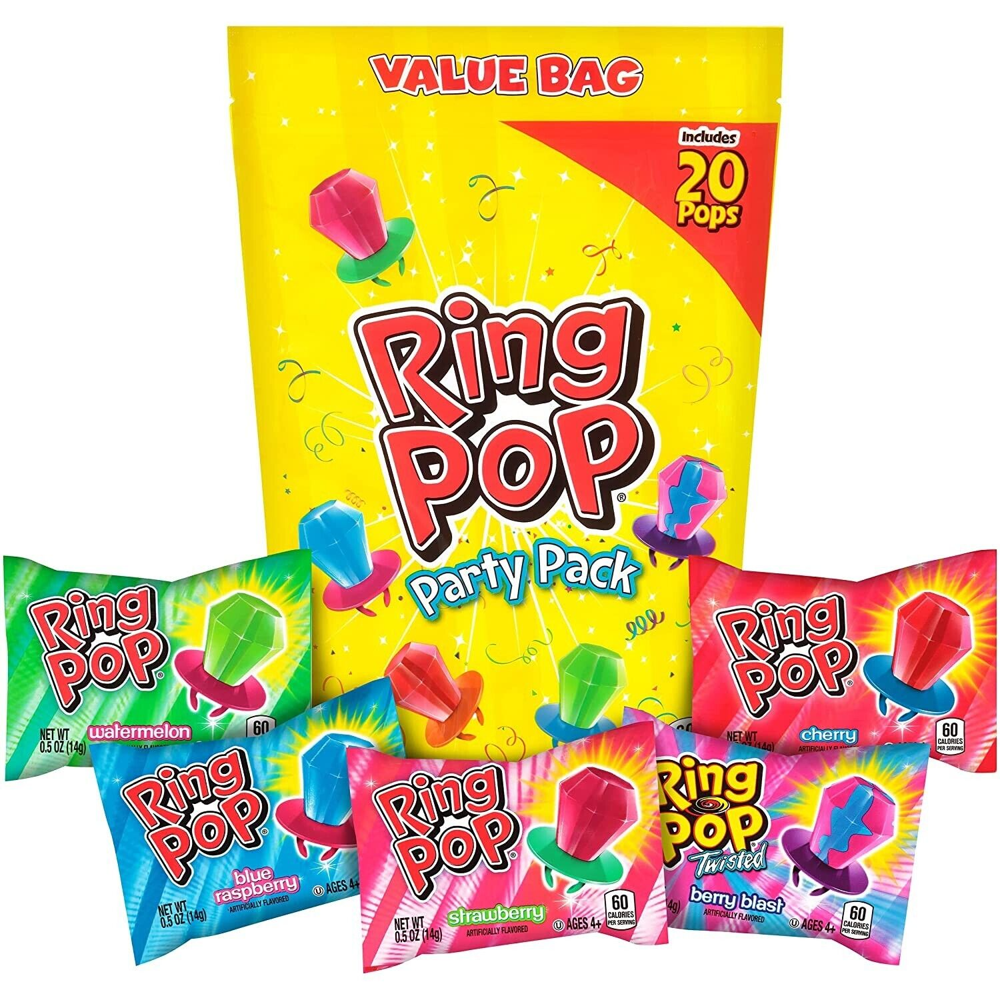 VALUE BAG
Includes
20
Pops
Ring
POP®
Party Pack
Ring
POP®
watermelon
NET WT
0.5 OZ (14g)
60
Ring
POP®
cherry
ARTIFICIALLY
NET WT
(14g)
60
CALORIES
PER SERVING
Ring
POP®
blue
raspberry
ARTIFICIALLY FLAVORED
NET WT
0.5 OZ (14g)
U AGES 4+
Ring
POP®
strawberry
ARTIFICIALLY FLAVORED
NET WT
0.5 OZ (14g)
U AGES 4+
60
CALORIES
PER SERVING
Ring
POP®
Twisted
berry blast
ARTIFICIALLY FLAVORED
U AGES 4+
60
CALORIES
PER SERVING